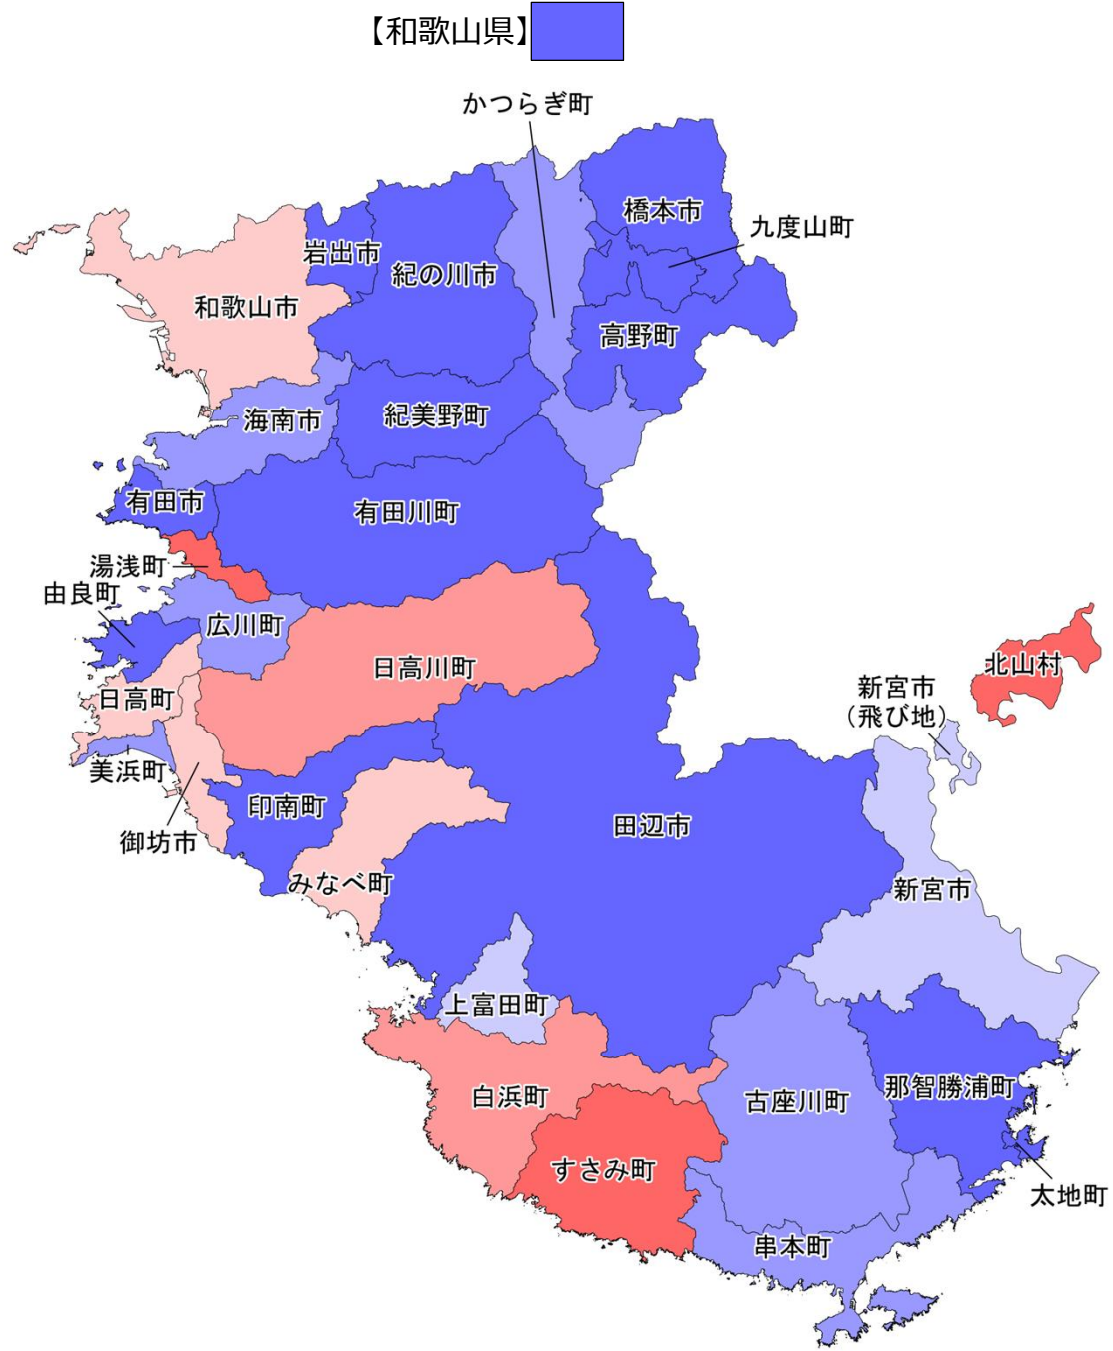 【和歌山県】
かつらぎ町
橋本市
九度山町
岩出市
紀の川市
和歌山市
高野町
海南市
紀美野町
有田市
有田川町
湯浅町
由良町
広川町
日高川町
北山村
日高町
新宮市
（飛び地）
美浜町
印南町
田辺市
御坊市
みなべ町
新宮市
上富田町
白浜町
古座川町
那智勝浦町
すさみ町
太地町
串本町